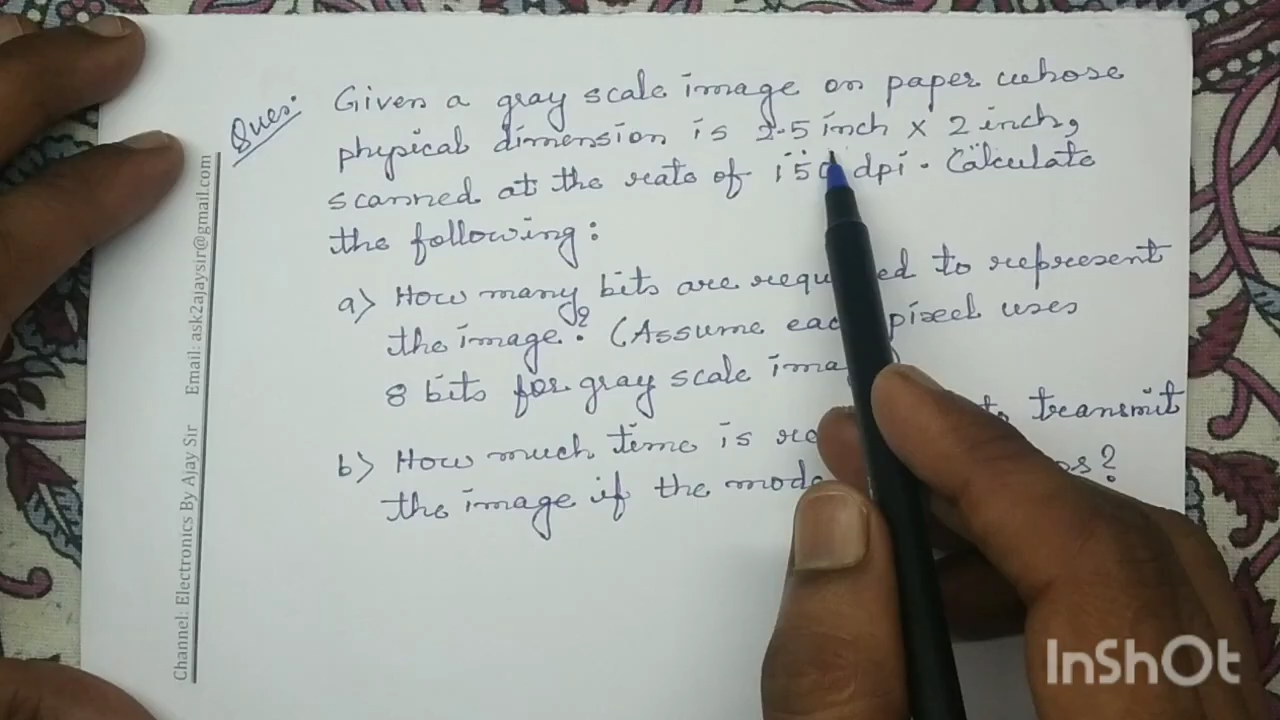 Ques:
Given a gray scale image on paper whose
physical dimension is 2.5 inch × 2 inch,
scanned at the rate of 150 dpi. Calculate
the following:
a) How many bits are required to represent
the image? (Assume each pixel uses
8 bits for gray scale
b) How much time is to transmit
the image if the
Channel: Electronics By Ajay Sir Email: ask2ajaysir@gmail.com
InShOt